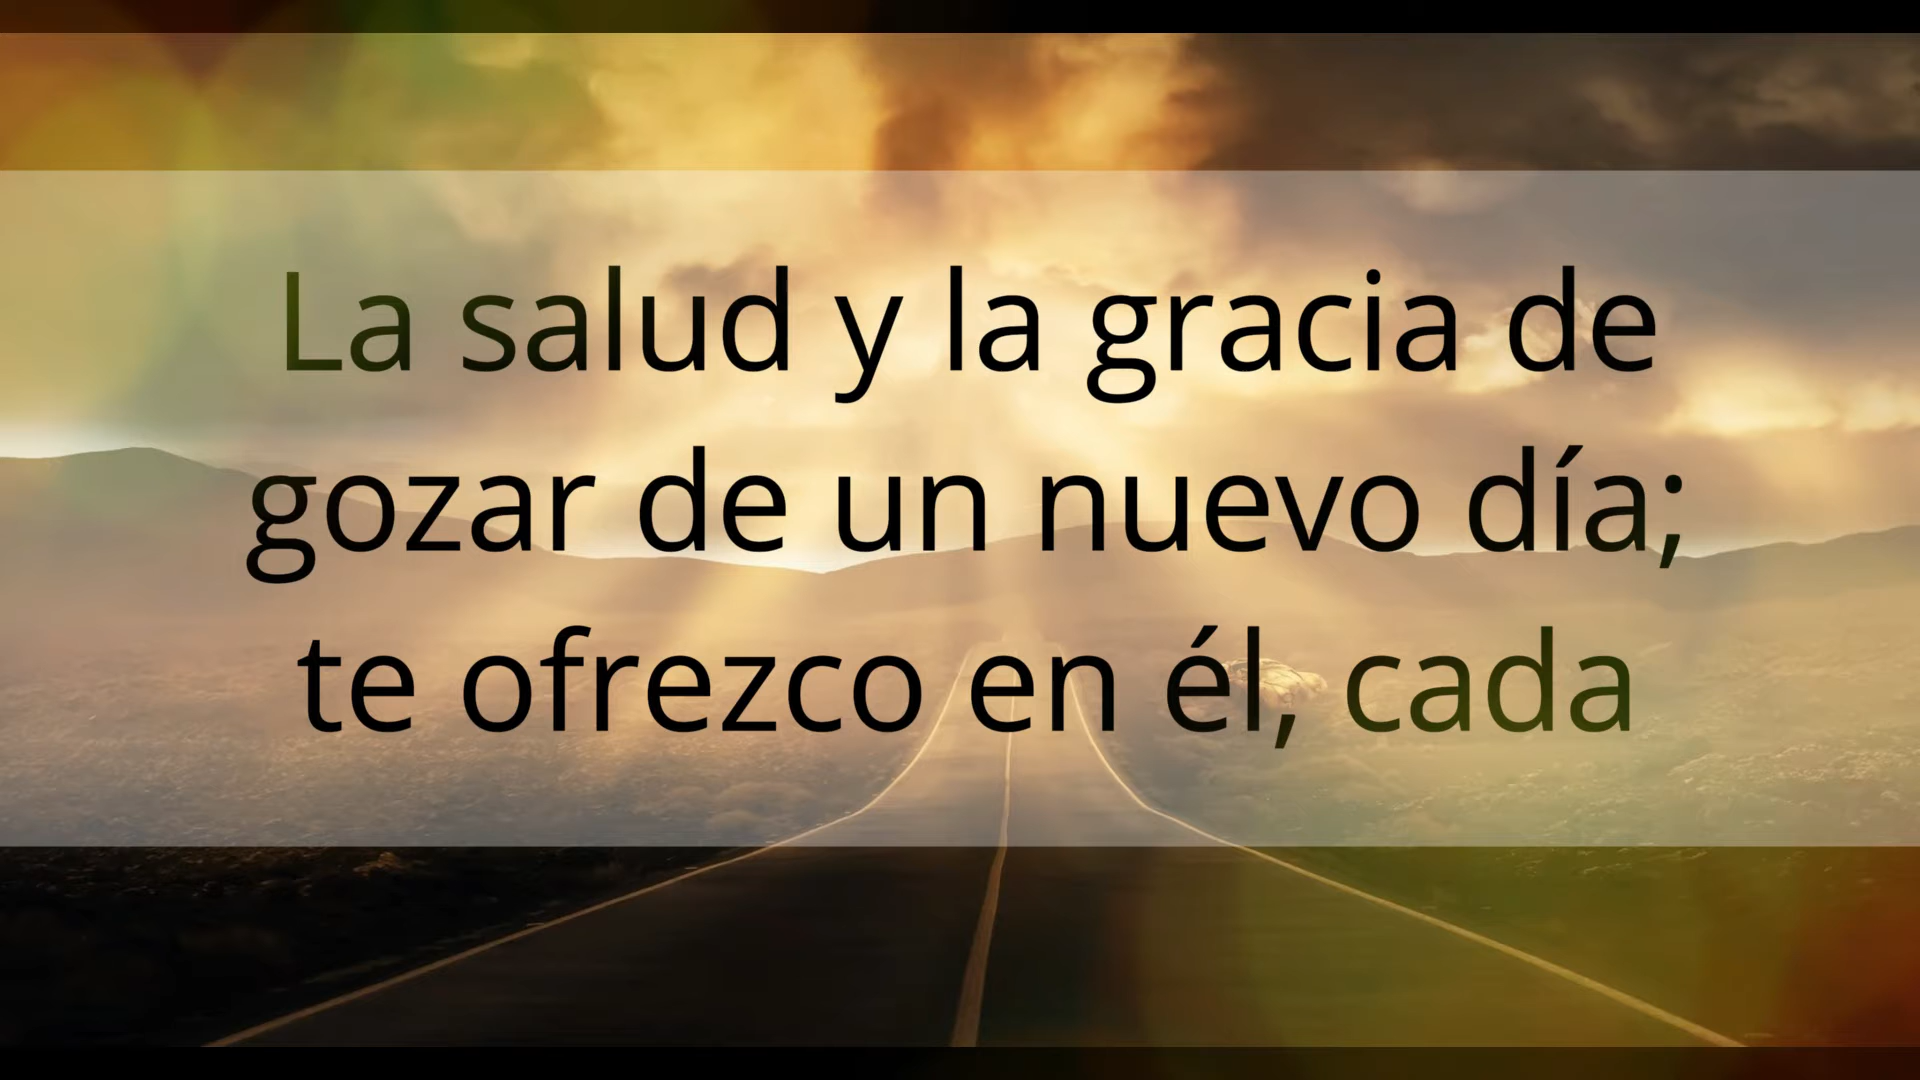 La salud y la gracia de
gozar de un nuevo día;
te ofrezco en él, cada